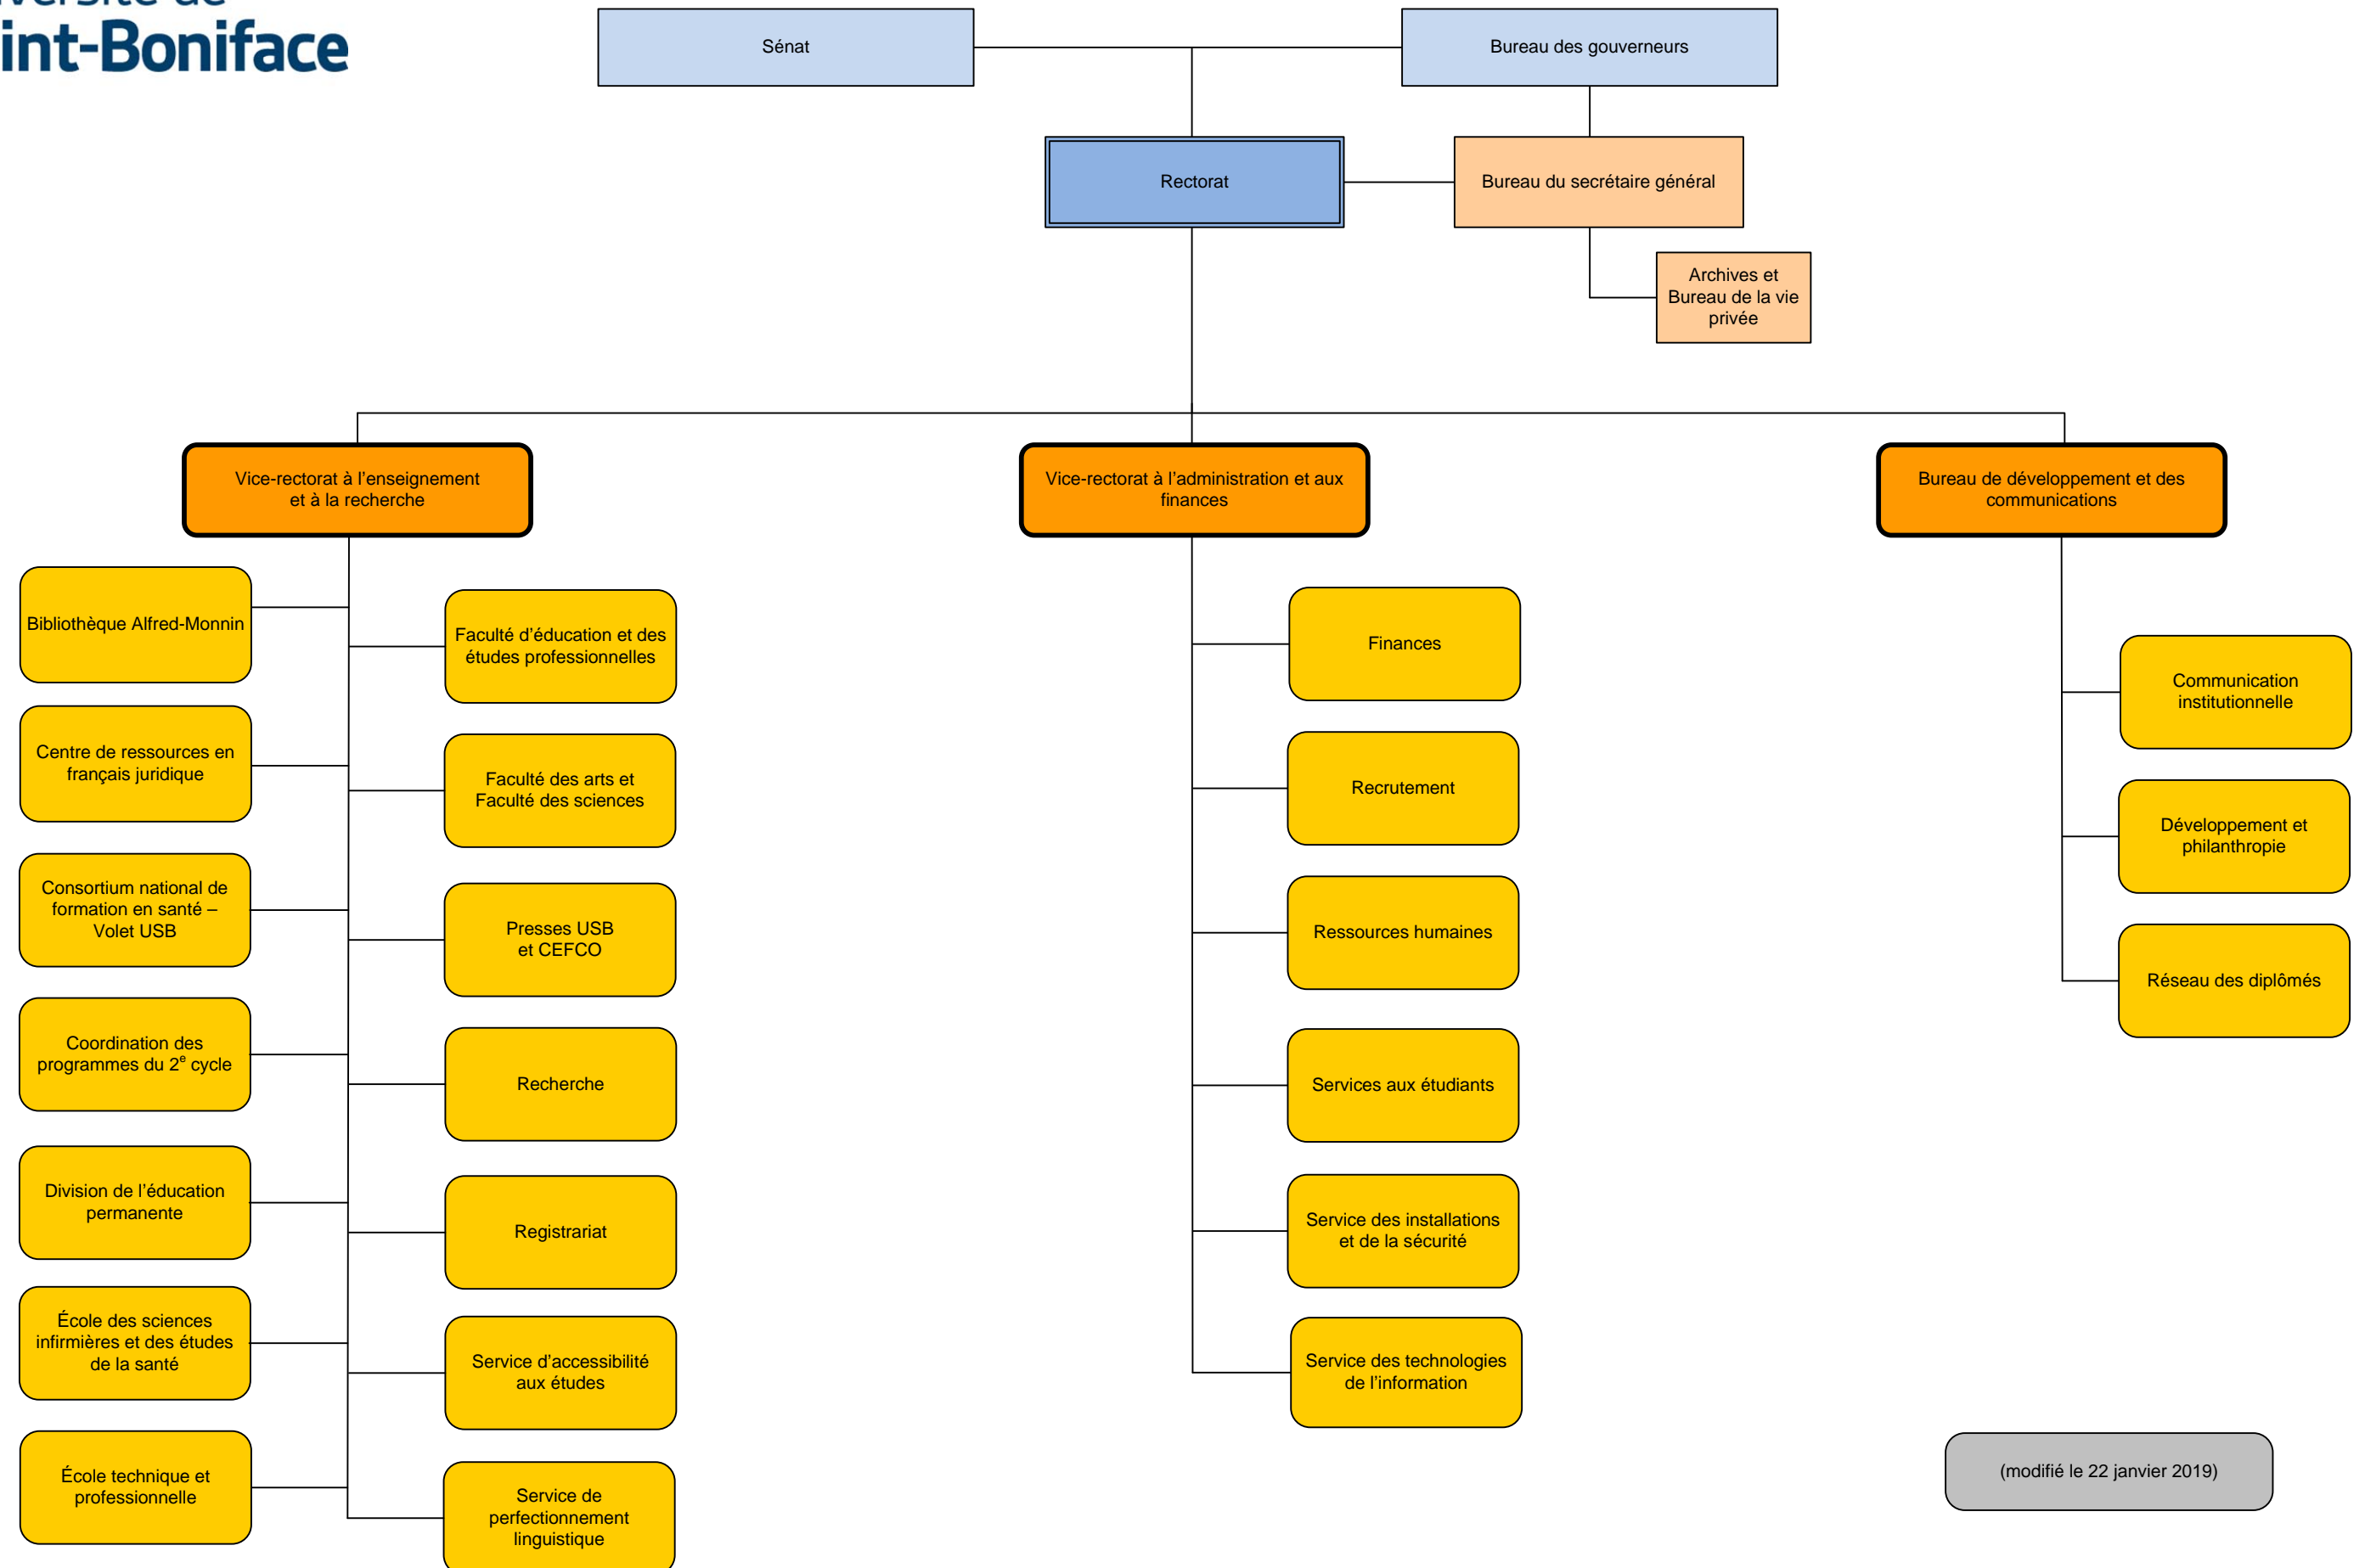 int-Boniface
Sénat
Bureau des gouverneurs
Rectorat
Bureau du secrétaire général
Archives et
Bureau de la vie
privée
Vice-rectorat à l’enseignement
et à la recherche
Vice-rectorat à l’administration et aux
finances
Bureau de développement et des
communications
Bibliothèque Alfred-Monnin
Centre de ressources en
français juridique
Consortium national de
formation en santé –
Volet USB
Coordination des
programmes du 2e cycle
Division de l’éducation
permanente
École des sciences
infirmières et des études
de la santé
École technique et
professionnelle
Faculté d’éducation et des
études professionnelles
Faculté des arts et
Faculté des sciences
Presses USB
et CEFCO
Recherche
Registrariat
Service d’accessibilité
aux études
Service de
perfectionnement
linguistique
Finances
Recrutement
Ressources humaines
Services aux étudiants
Service des installations
et de la sécurité
Service des technologies
de l’information
Communication
institutionnelle
Développement et
philanthropie
Réseau des diplômés
(modifié le 22 janvier 2019)